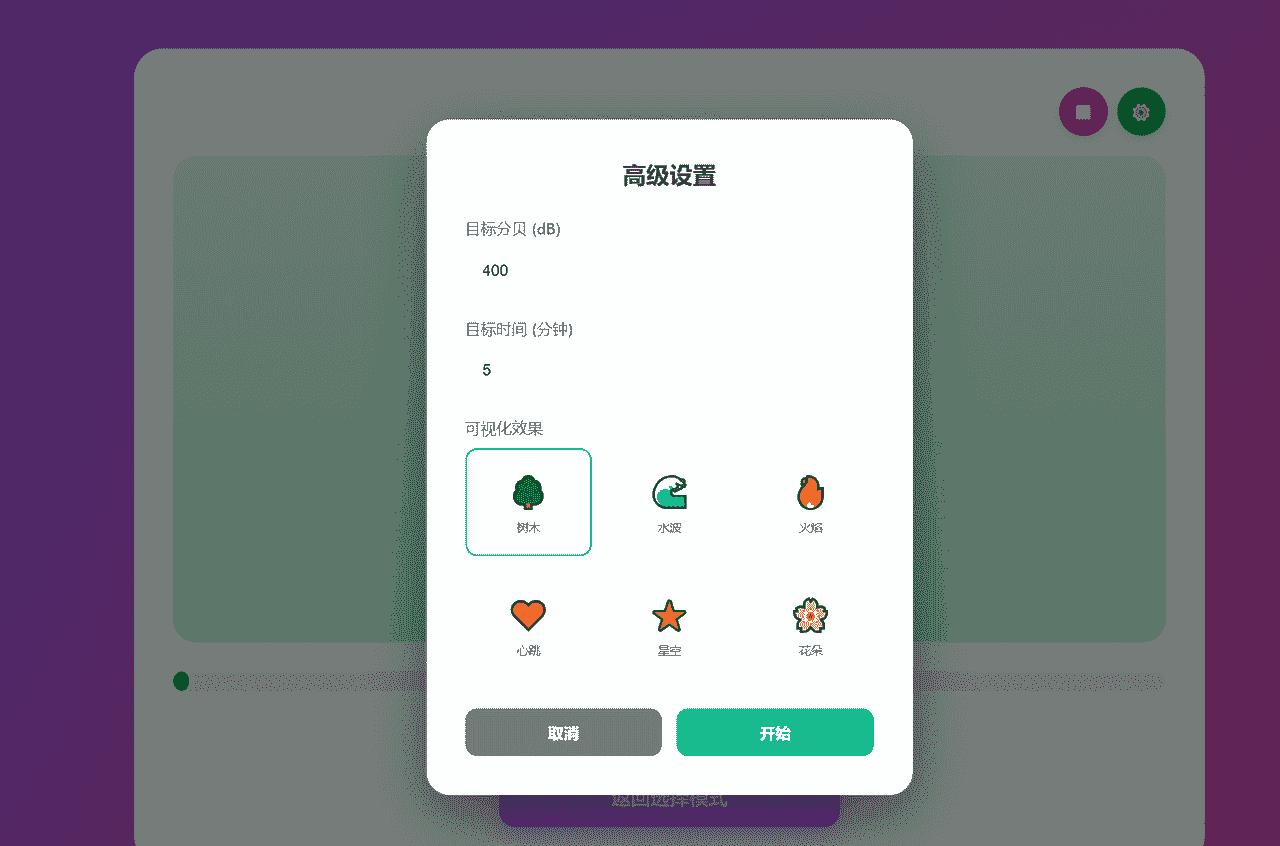 高级设置
目标分贝 (dB)
400
目标时间 (分钟)
5
可视化效果
树木
水波
火焰
心跳
星空
花朵
取消
开始
返回选择模式